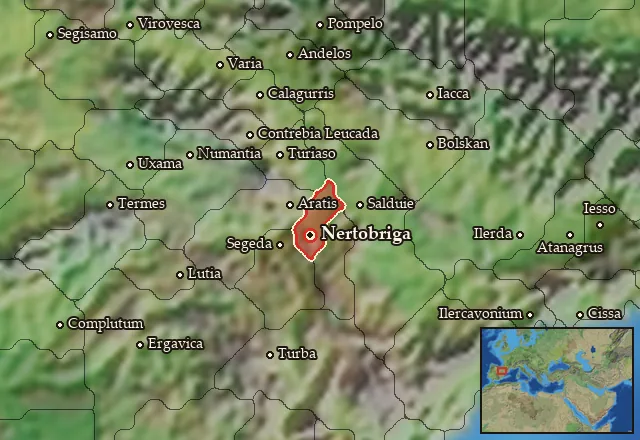 Virovesca
Pompelo
Segisamo
Andelos
Varia
Calagurris
Iacca
Contrebia Leucada
Bolskan
Numantia
Turiaso
Uxama
Termes
Aratis
Salduie
Iesso
Nertobriga
Ilerda
Segeda
Atanagrus
Lutia
Ilercavonium
Cissa
Complutum
Ergavica
Turba